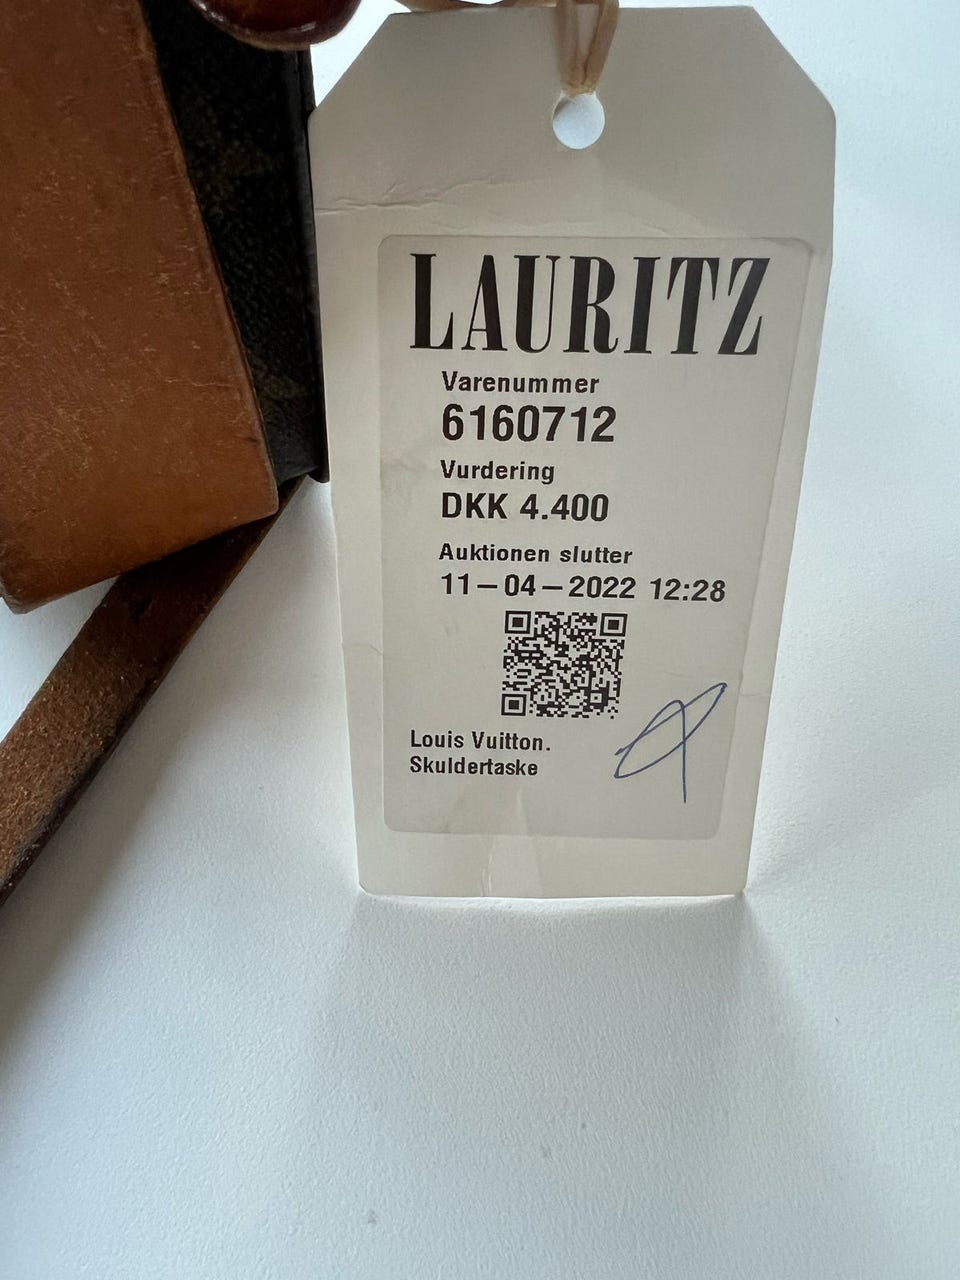 LAURITZ
Varenummer
6160712
Vurdering
DKK 4.400
Auktionen slutter
11-04-2022 12:28
Louis Vuitton.
Skuldertaske